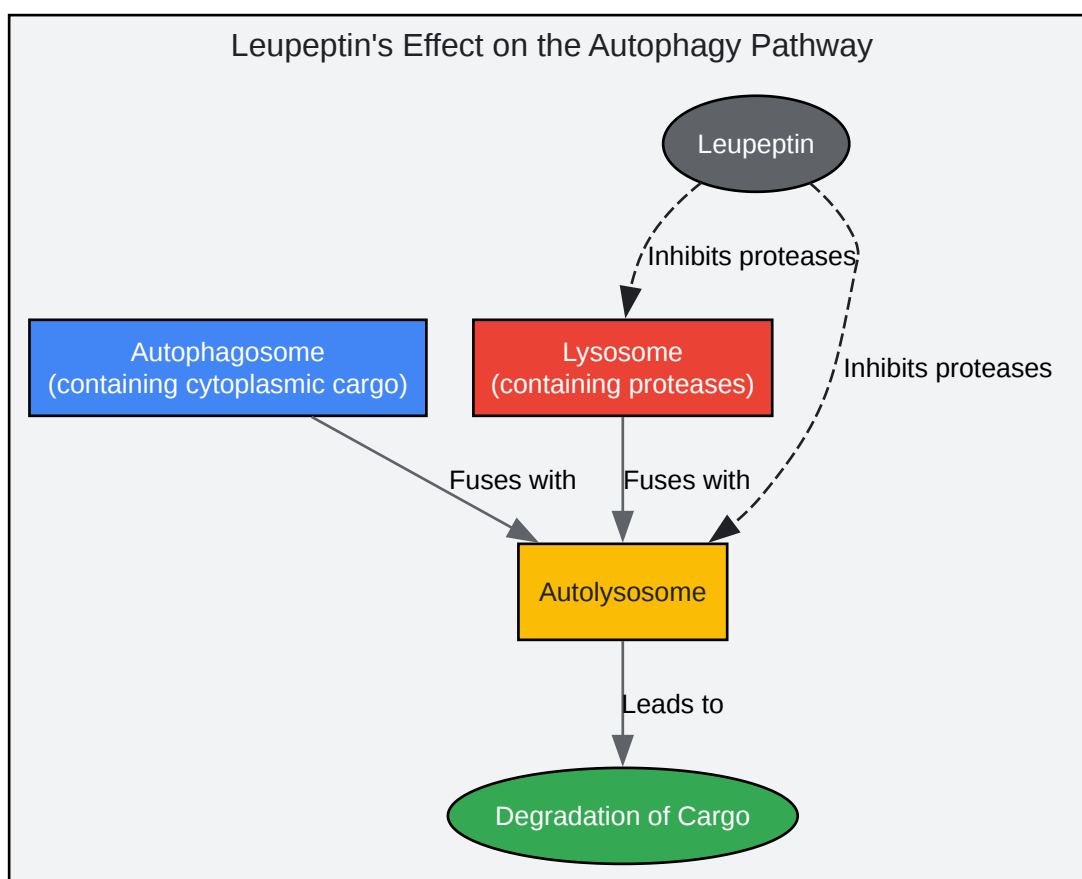 Leupeptin's Effect on the Autophagy Pathway
Leupeptin
Inhibits proteases
Autophagosome
(containing cytoplasmic cargo)
Lysosome
(containing proteases)
Inhibits proteases
Fuses with
Fuses with
Autolysosome
Leads to
Degradation of Cargo